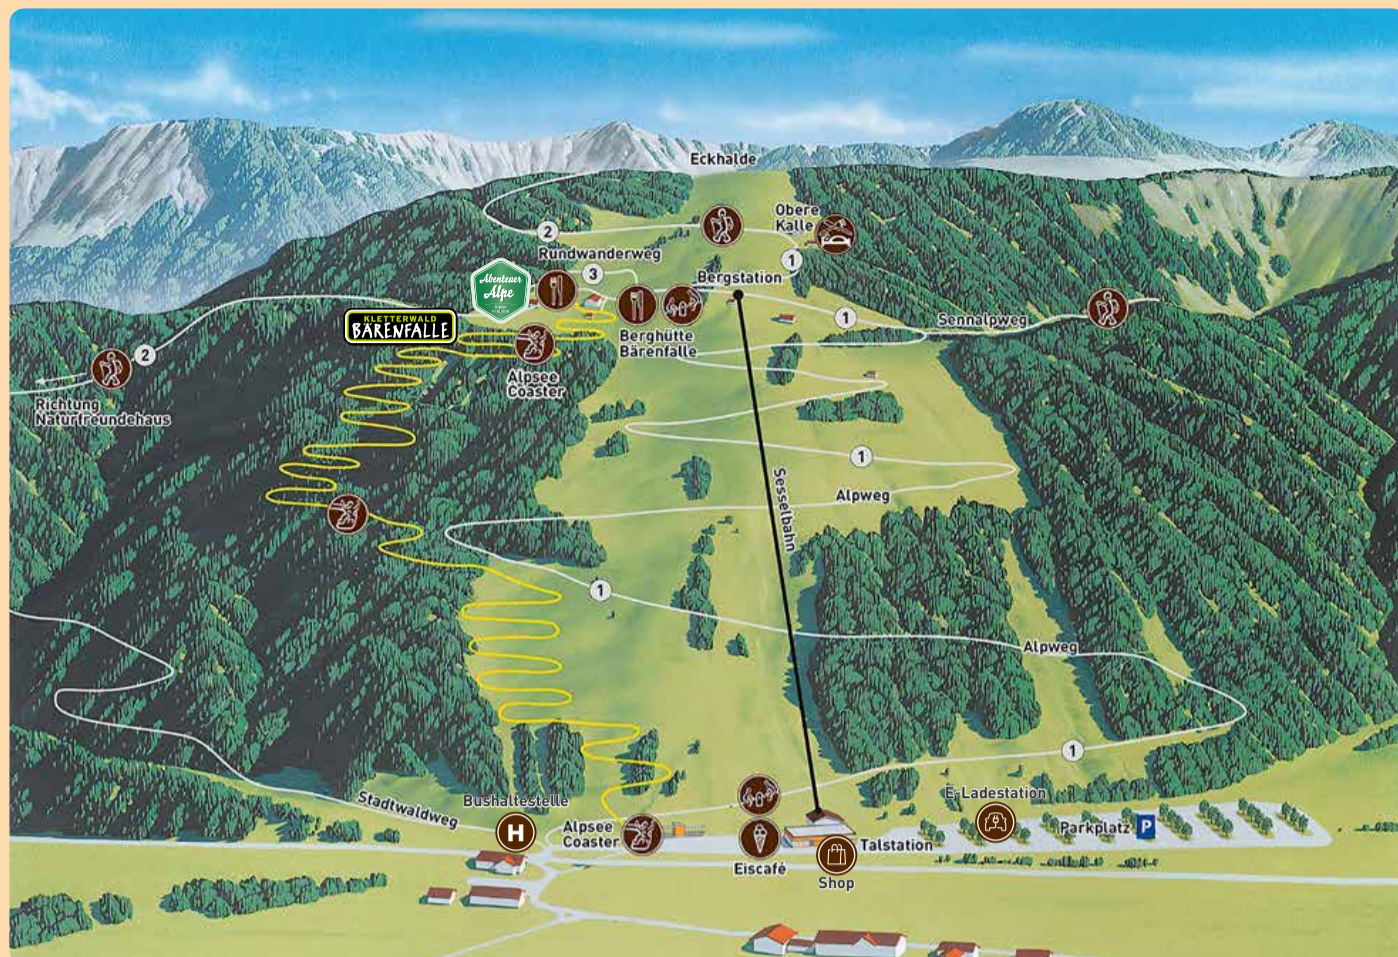 Eckhalde
Obere
Kalle
2
Rundwanderweg
1
3
Bergstation
Abenteuer
Alpe
KLETTERWALD
BÄRENFALLE
1
Sennalpweg
Berghütte
Bärenfalle
2
Alpsee
Coaster
Richtung
Naturfreundehaus
1
Sesselbahn
Alpweg
1
Alpweg
1
Stadtwaldweg
Bushaltestelle
H
Alpsee
Coaster
Eiscafé
Talstation
Shop
E-Ladestation
Parkplatz P